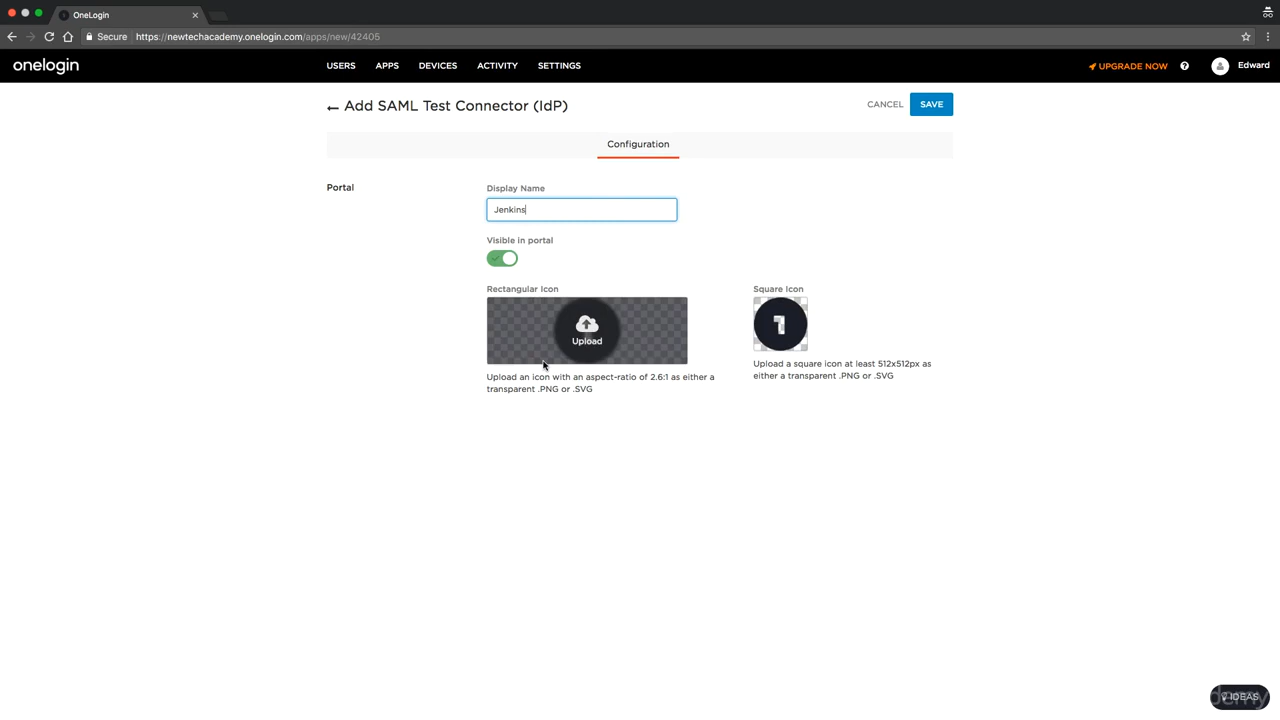 OneLogin
Secure https://newtechacademy.onelogin.com/apps/new/42405
onelogin USERS APPS DEVICES ACTIVITY SETTINGS UPGRADE NOW Edward
Add SAML Test Connector (IdP) CANCEL SAVE
Configuration
Portal Display Name
Jenkins
Visible in portal
Rectangular Icon Square Icon
Upload
Upload an icon with an aspect-ratio of 2.6:1 as either a transparent .PNG or .SVG
Upload a square icon at least 512x512px as either a transparent .PNG or .SVG
IDEAS
demy